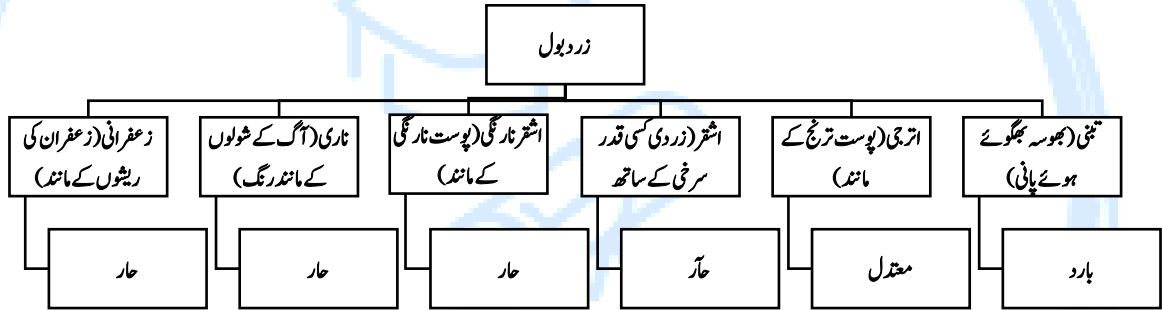 زرد بول
تبنی (بھوسہ بھگوئے
ہوئے پانی)
اترجی (پوست ترنج کے
مانند)
اشقر (زردی کسی قدر
سرخی کے ساتھ
اشقر نارنگی (پوست نارنگی
کے مانند)
ناری (آگ کے شولوں
کے مانند رنگ)
زعفرانی (زعفران کی
ریشوں کے مانند)
بارد
معتدل
حآر
حار
حار
حار